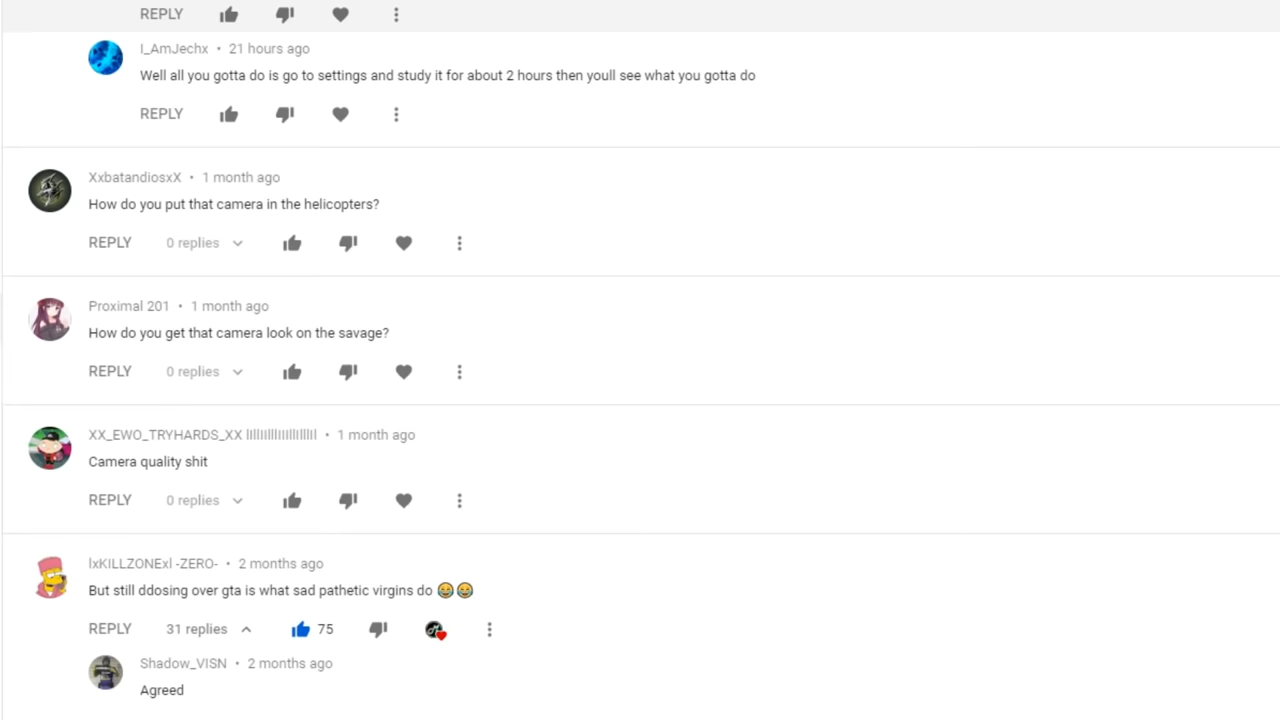 REPLY
I_AmJechx • 21 hours ago
Well all you gotta do is go to settings and study it for about 2 hours then youll see what you gotta do
REPLY
XxbatandiosxX • 1 month ago
How do you put that camera in the helicopters?
REPLY 0 replies
Proximal 201 • 1 month ago
How do you get that camera look on the savage?
REPLY 0 replies
XX_EWO_TRYHARDS_XX • 1 month ago
Camera quality shit
REPLY 0 replies
lxKILLZONExl -ZERO- • 2 months ago
But still ddosing over gta is what sad pathetic virgins do 😂😂
REPLY 31 replies 75
Shadow_VISN • 2 months ago
Agreed